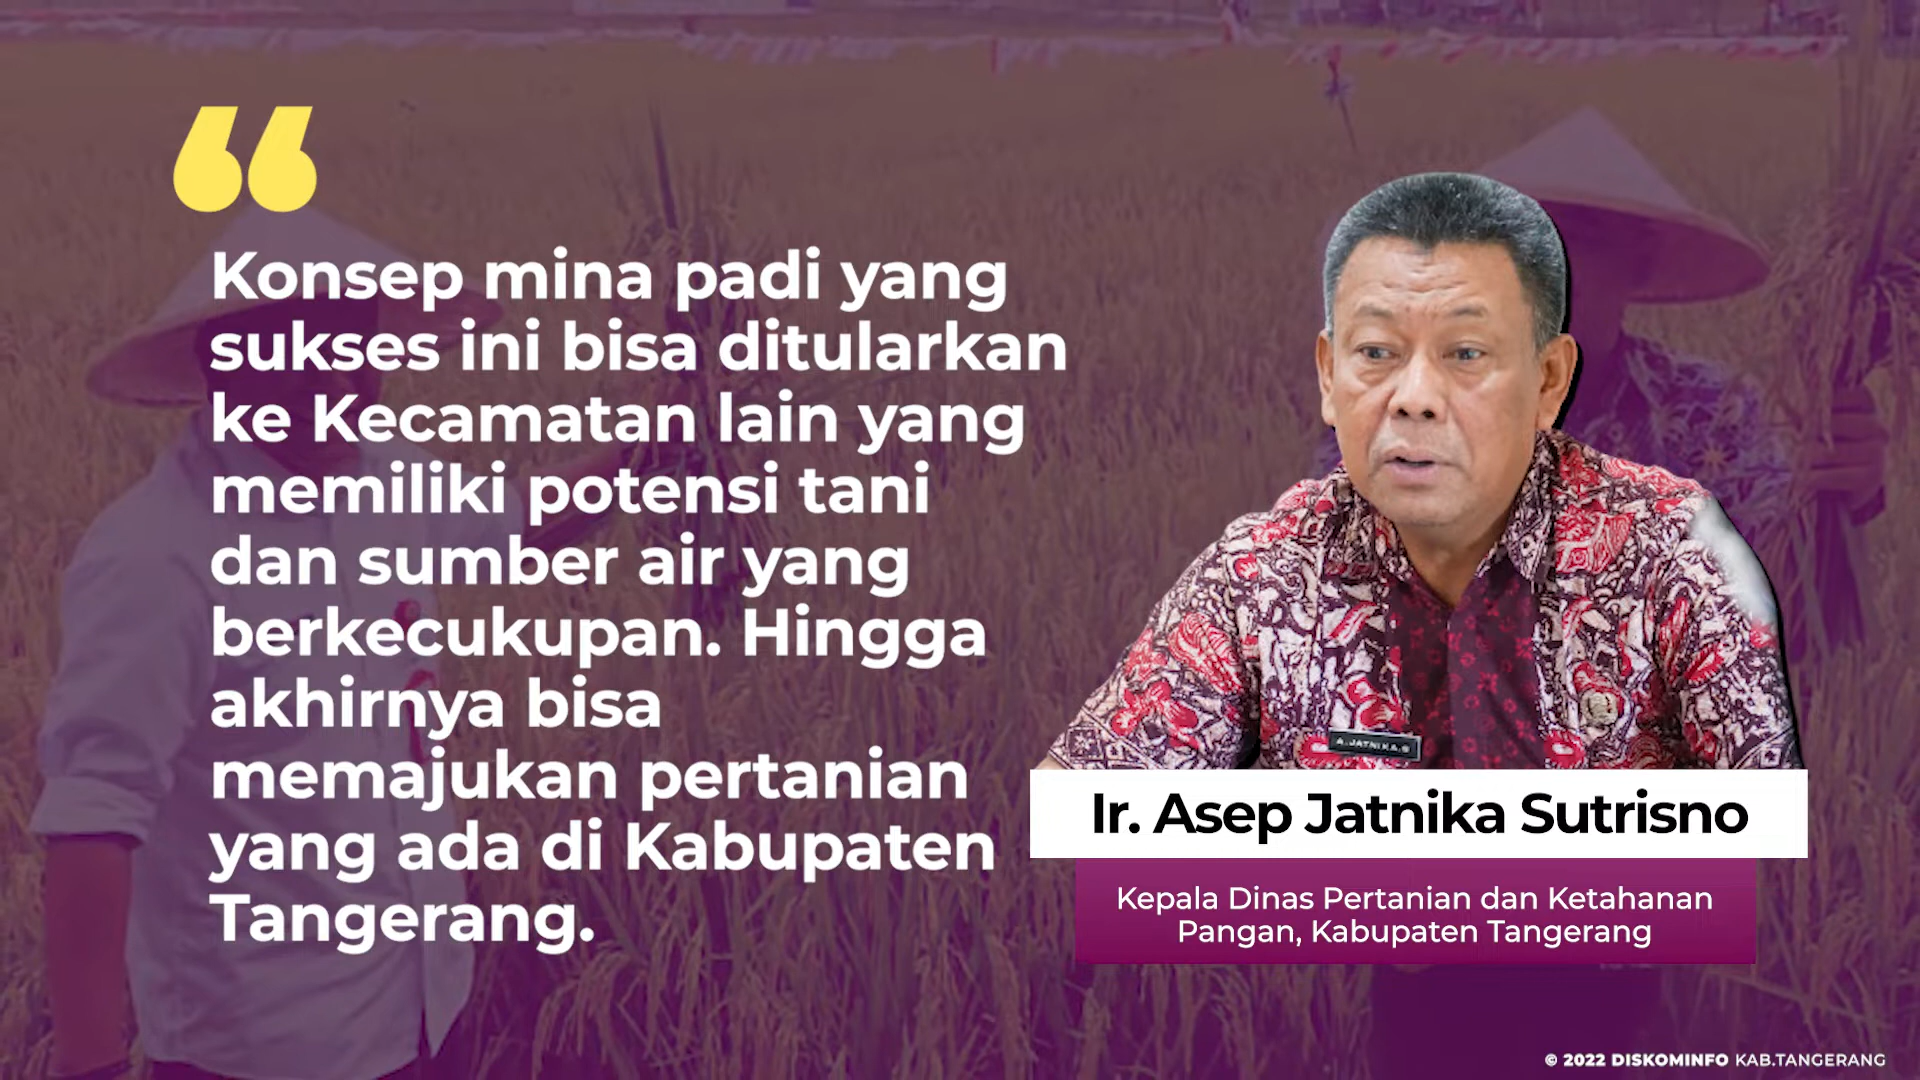 Konsep mina padi yang
sukses ini bisa ditularkan
ke Kecamatan lain yang
memiliki potensi tani
dan sumber air yang
berkecukupan. Hingga
akhirnya bisa
memajukan pertanian
yang ada di Kabupaten
Tangerang.
A. JATNIKA. S
Ir. Asep Jatnika Sutrisno
Kepala Dinas Pertanian dan Ketahanan
Pangan, Kabupaten Tangerang
© 2022 DISKOMINFO KAB.TANGERANG